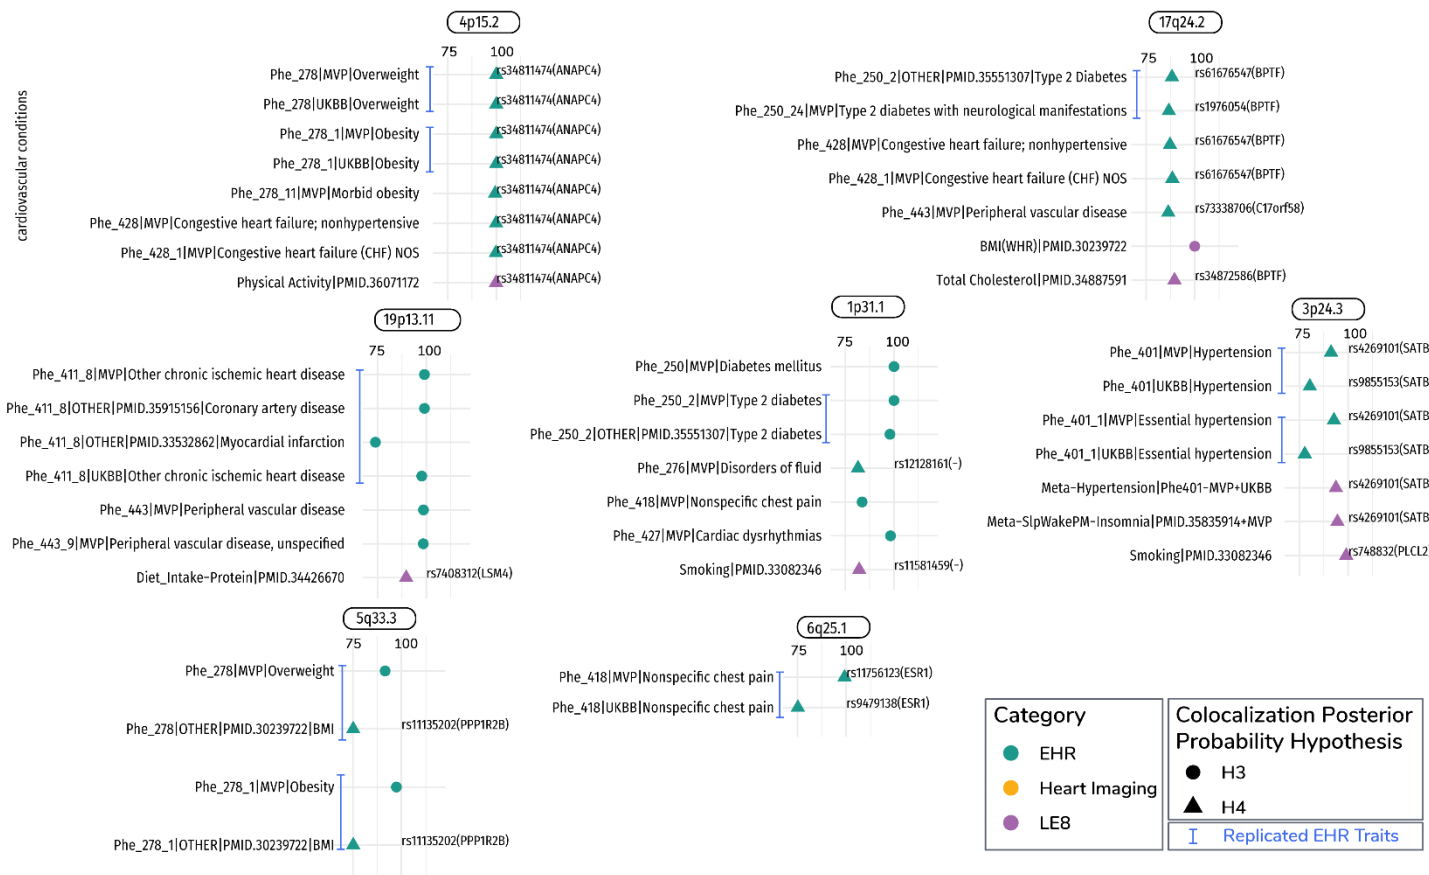 cardiovascular conditions
4p15.2
75 100
Phe_278|MVP|Overweight rs34811474(ANAPC4)
Phe_278|UKBB|Overweight rs34811474(ANAPC4)
Phe_278_1|MVP|Obesity rs34811474(ANAPC4)
Phe_278_1|UKBB|Obesity rs34811474(ANAPC4)
Phe_278_11|MVP|Morbid obesity rs34811474(ANAPC4)
Phe_428|MVP|Congestive heart failure; nonhypertensive rs34811474(ANAPC4)
Phe_428_1|MVP|Congestive heart failure (CHF) NOS rs34811474(ANAPC4)
Physical Activity|PMID.36071172 rs34811474(ANAPC4)
17q24.2
75 100
Phe_250_2|OTHER|PMID.35551307|Type 2 Diabetes rs61676547(BPTF)
Phe_250_24|MVP|Type 2 diabetes with neurological manifestations rs1976054(BPTF)
Phe_428|MVP|Congestive heart failure; nonhypertensive rs61676547(BPTF)
Phe_428_1|MVP|Congestive heart failure (CHF) NOS rs61676547(BPTF)
Phe_443|MVP|Peripheral vascular disease rs73338706(C17orf58)
BMI(WHR)|PMID.30239722
Total Cholesterol|PMID.34887591 rs34872586(BPTF)
19p13.11
75 100
Phe_411_8|MVP|Other chronic ischemic heart disease
Phe_411_8|OTHER|PMID.35915156|Coronary artery disease
Phe_411_8|OTHER|PMID.33532862|Myocardial infarction
Phe_411_8|UKBB|Other chronic ischemic heart disease
Phe_443|MVP|Peripheral vascular disease
Phe_443_9|MVP|Peripheral vascular disease, unspecified
Diet_Intake-Protein|PMID.34426670 rs7408312(LSM4)
1p31.1
75 100
Phe_250|MVP|Diabetes mellitus
Phe_250_2|MVP|Type 2 diabetes
Phe_250_2|OTHER|PMID.35551307|Type 2 diabetes
Phe_276|MVP|Disorders of fluid rs12128161(-)
Phe_418|MVP|Nonspecific chest pain
Phe_427|MVP|Cardiac dysrhythmias
Smoking|PMID.33082346 rs11581459(-)
3p24.3
75 100
Phe_401|MVP|Hypertension rs4269101(SATB
Phe_401|UKBB|Hypertension rs9855153(SATB
Phe_401_1|MVP|Essential hypertension rs4269101(SATB
Phe_401_1|UKBB|Essential hypertension rs9855153(SATB
Meta-Hypertension|Phe401-MVP+UKBB rs4269101(SATB
Meta-SlpWakePM-Insomnia|PMID.35835914+MVP rs4269101(SATB
Smoking|PMID.33082346 rs748832(PLCL2)
5q33.3
75 100
Phe_278|MVP|Overweight
Phe_278|OTHER|PMID.30239722|BMI rs11135202(PPP1R2B)
Phe_278_1|MVP|Obesity
Phe_278_1|OTHER|PMID.30239722|BMI rs11135202(PPP1R2B)
6q25.1
75 100
Phe_418|MVP|Nonspecific chest pain rs11756123(ESR1)
Phe_418|UKBB|Nonspecific chest pain rs9479138(ESR1)
Category
EHR
Heart Imaging
LE8
Colocalization Posterior
Probability Hypothesis
H3
H4
Replicated EHR Traits